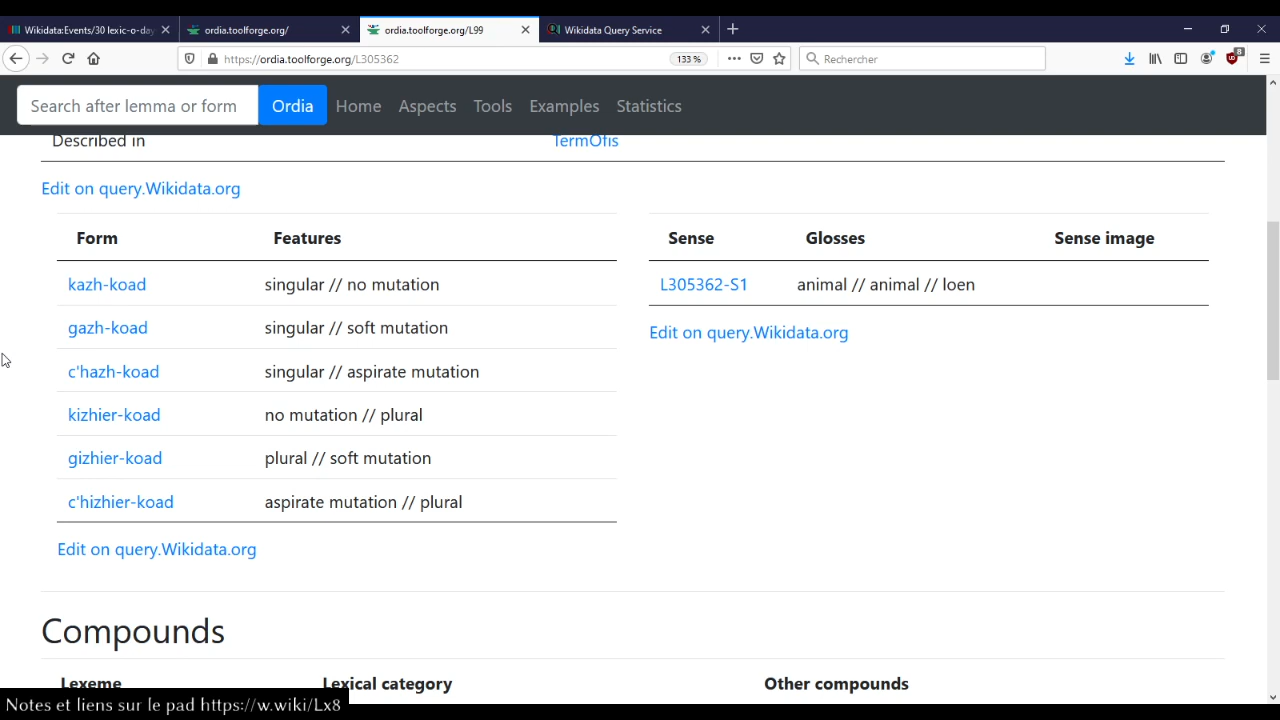 Wikidata:Events/30 lexic-o-day
ordia.toolforge.org/
ordia.toolforge.org/L99
Wikidata Query Service
https://ordia.toolforge.org/L305362
133 %
Rechercher
8
Search after lemma or form
Ordia
Home
Aspects
Tools
Examples
Statistics
Described in
TermOfis
Edit on query.Wikidata.org
Form Features
kazh-koad singular // no mutation
gazh-koad singular // soft mutation
c'hazh-koad singular // aspirate mutation
kizhier-koad no mutation // plural
gizhier-koad plural // soft mutation
c'hizhier-koad aspirate mutation // plural
Edit on query.Wikidata.org
Sense Glosses Sense image
L305362-S1 animal // animal // loen
Edit on query.Wikidata.org
Compounds
Lexeme Lexical category Other compounds
Notes et liens sur le pad https://w.wiki/Lx8